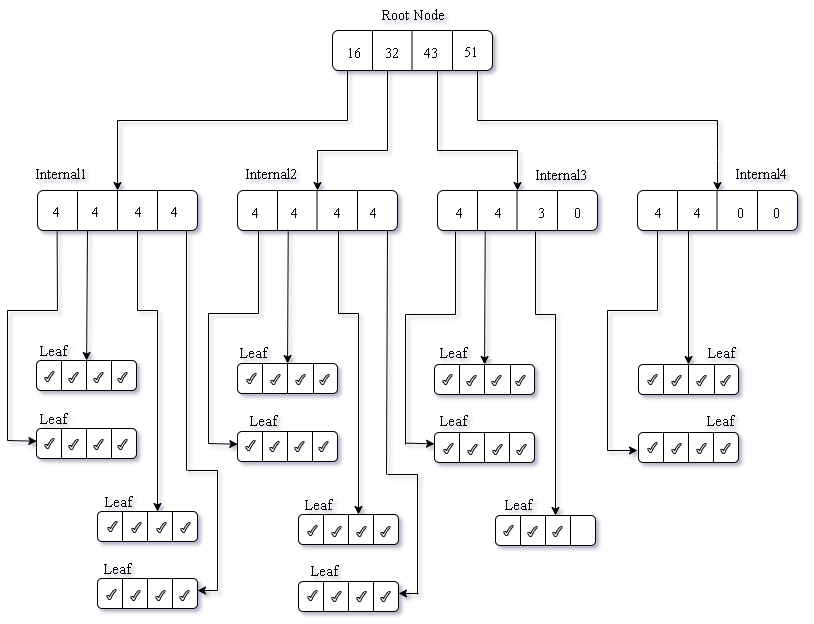 Root Node
16 32 43 51
Internal1 Internal2 Internal3 Internal4
4 4 4 4
4 4 4 4
4 4 3 0
4 4 0 0
Leaf Leaf Leaf Leaf
✓ ✓ ✓ ✓
✓ ✓ ✓ ✓
✓ ✓ ✓ ✓
✓ ✓ ✓ ✓
Leaf Leaf Leaf Leaf
✓ ✓ ✓ ✓
✓ ✓ ✓ ✓
✓ ✓ ✓ ✓
✓ ✓ ✓ ✓
Leaf Leaf Leaf
✓ ✓ ✓ ✓
✓ ✓ ✓ ✓
✓ ✓ ✓
Leaf Leaf
✓ ✓ ✓ ✓
✓ ✓ ✓ ✓